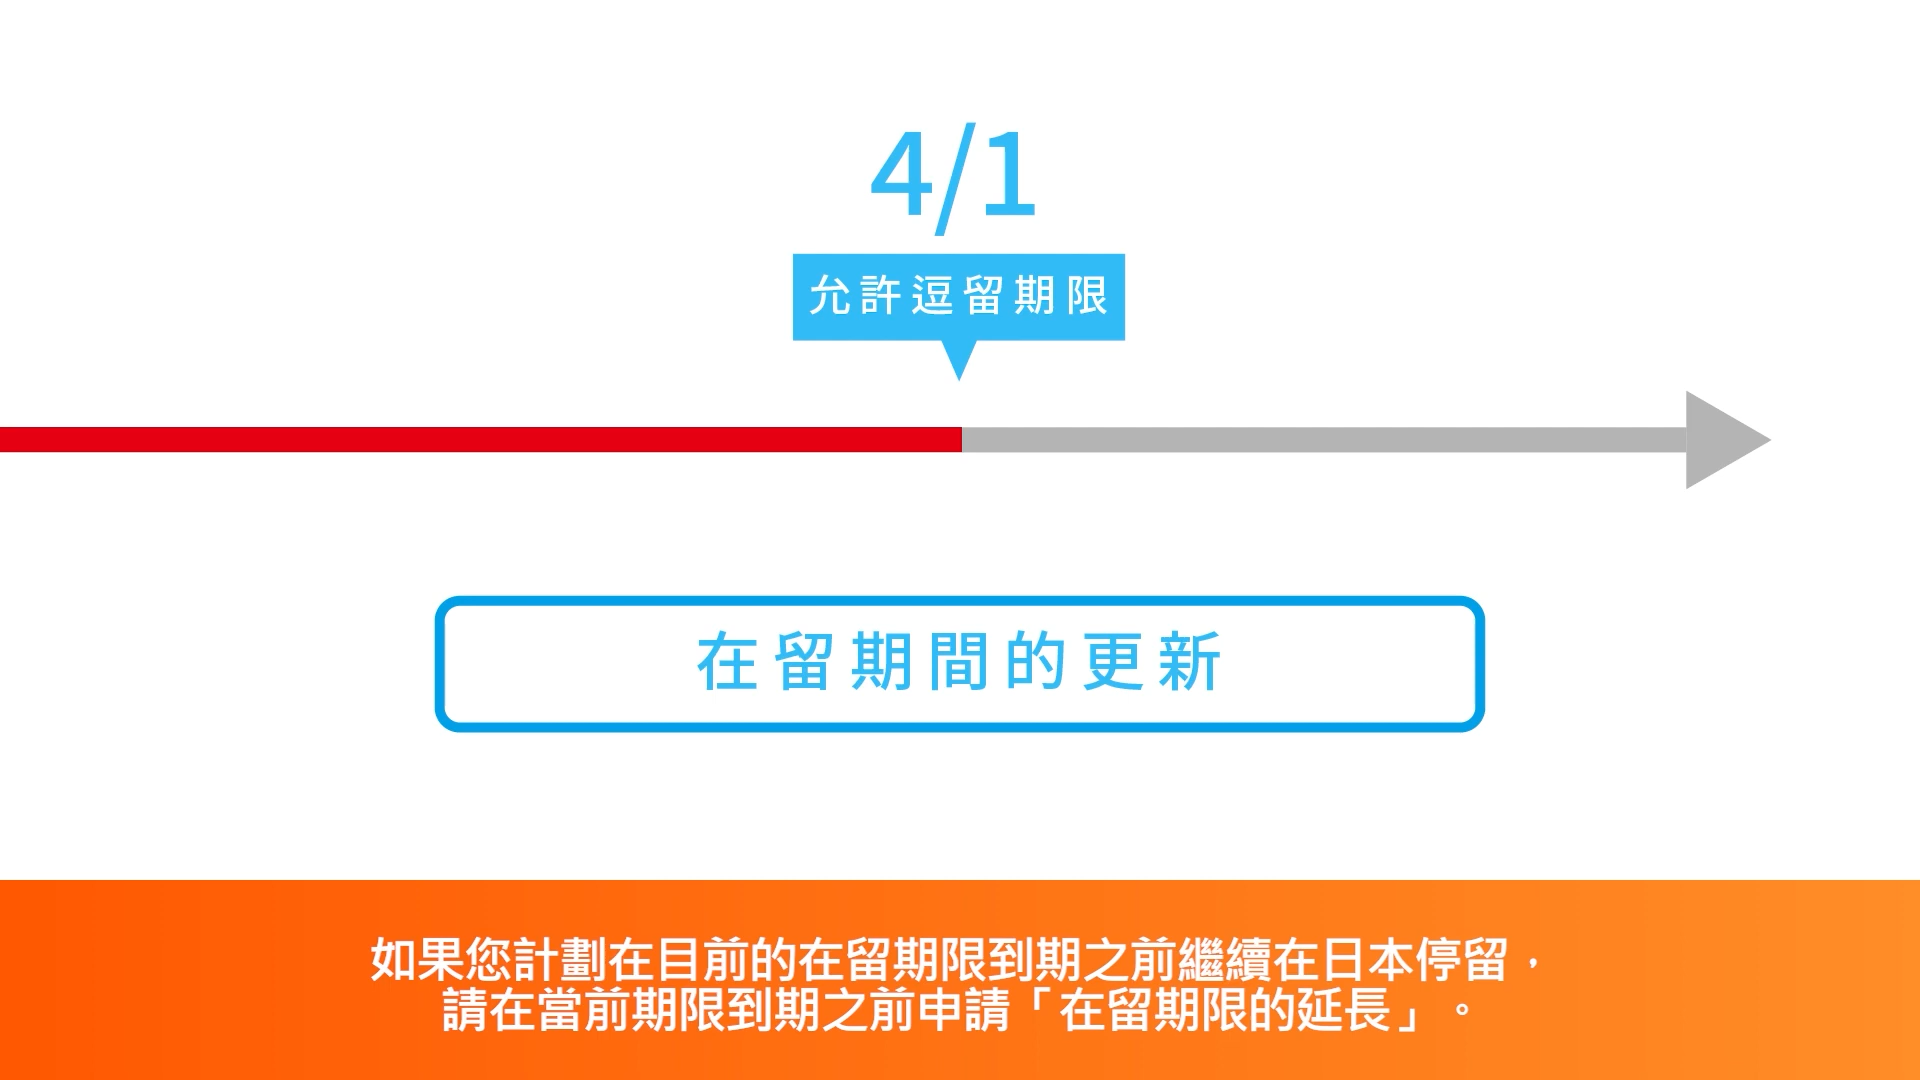 4/1
允許逗留期限
在留期間的更新
如果您計劃在目前的在留期限到期之前繼續在日本停留，
請在當前期限到期之前申請「在留期限的延長」。